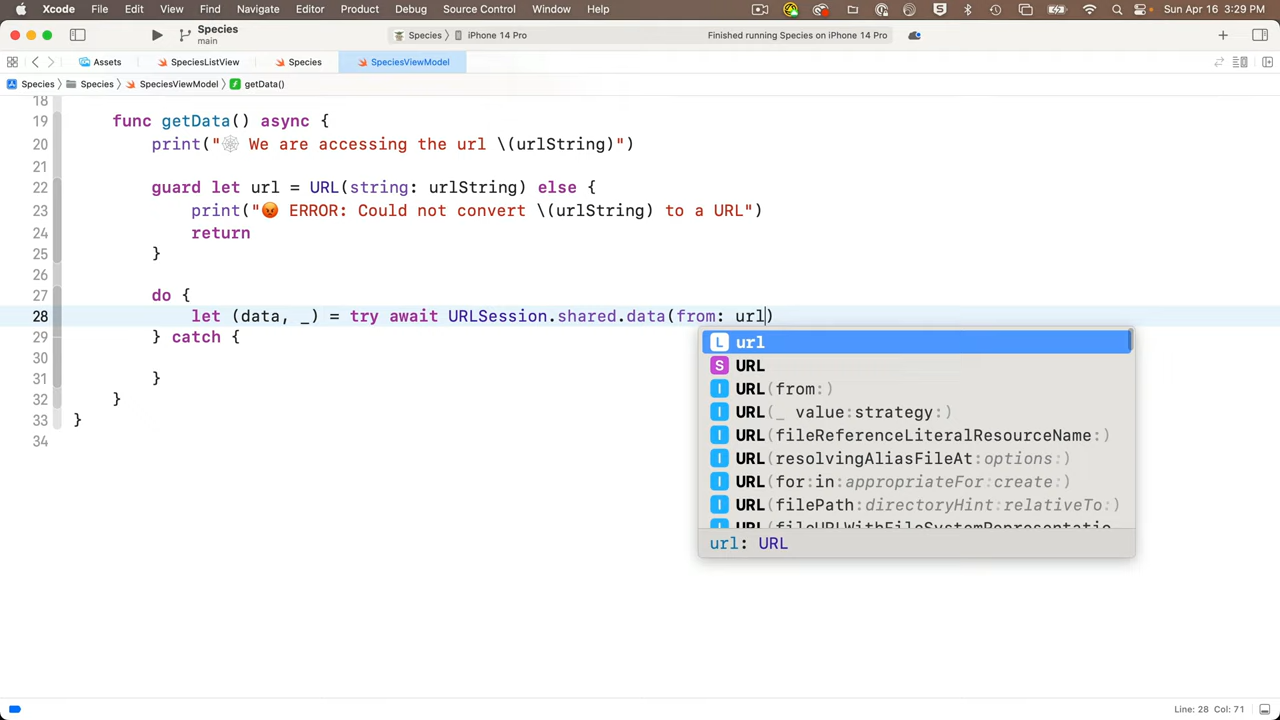 Xcode File Edit View Find Navigate Editor Product Debug Source Control Window Help Sun Apr 16 3:29 PM
Species
main
Species iPhone 14 Pro Finished running Species on iPhone 14 Pro
Assets SpeciesListView Species SpeciesViewModel
Species Species SpeciesViewModel getData()
18
19 func getData() async {
20 print("🕸 We are accessing the url \(urlString)")
21
22 guard let url = URL(string: urlString) else {
23 print("😡 ERROR: Could not convert \(urlString) to a URL")
24 return
25 }
26
27 do {
28 let (data, _) = try await URLSession.shared.data(from: url)
29 } catch {
30
31 }
32 }
33 }
34
L url
S URL
I URL(from:)
I URL(_ value:strategy:)
I URL(fileReferenceLiteralResourceName:)
I URL(resolvingAliasFileAt:options:)
I URL(for:in:appropriateFor:create:)
I URL(filePath:directoryHint:relativeTo:)
I URL(fileURLWithFileSystemRepresentatio
url: URL
Line: 28 Col: 71